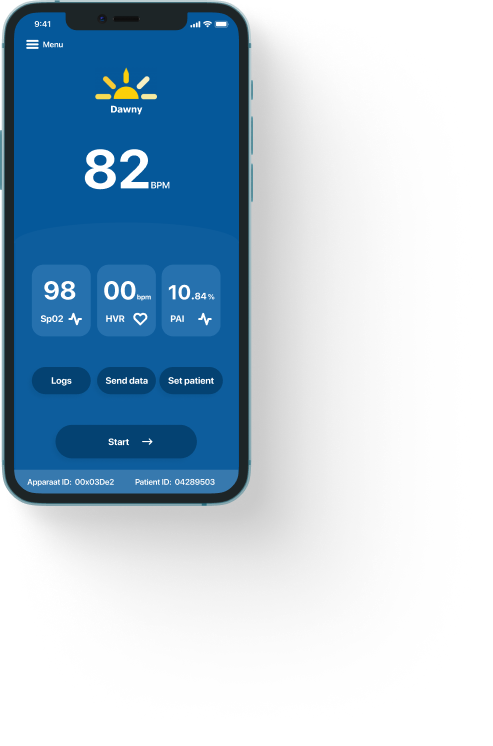 9:41
Menu
Dawny
82 BPM
98 00 bpm 10.84 %
Sp02 HVR PAI
Logs Send data Set patient
Start →
Apparaat ID: 00x03De2 Patient ID: 04289503